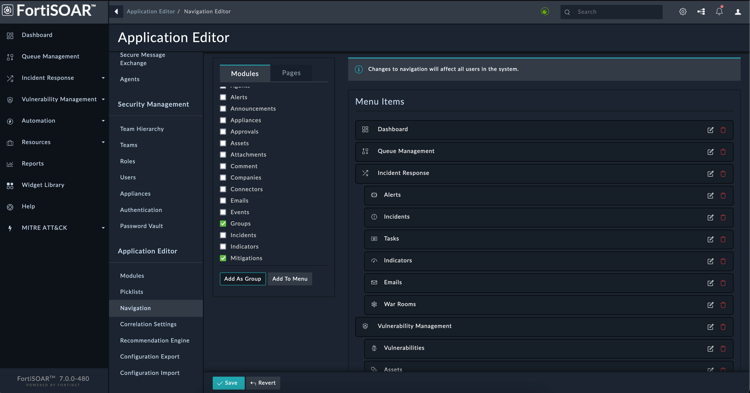 FortiSOAR™
Application Editor / Navigation Editor
Search
Dashboard
Queue Management
Incident Response
Vulnerability Management
Automation
Resources
Reports
Widget Library
Help
MITRE ATT&CK
FortiSOAR™ 7.0.0-480
POWERED BY FORTINET
Secure Message
Exchange
Agents
Security Management
Team Hierarchy
Teams
Roles
Users
Appliances
Authentication
Password Vault
Application Editor
Modules
Picklists
Navigation
Correlation Settings
Recommendation Engine
Configuration Export
Configuration Import
Application Editor
Modules
Pages
Agents
Alerts
Announcements
Appliances
Approvals
Assets
Attachments
Comment
Companies
Connectors
Emails
Events
Groups
Incidents
Indicators
Mitigations
Add As Group
Add To Menu
Changes to navigation will affect all users in the system.
Menu Items
Dashboard
Queue Management
Incident Response
Alerts
Incidents
Tasks
Indicators
Emails
War Rooms
Vulnerability Management
Vulnerabilities
Assets
Save
Revert